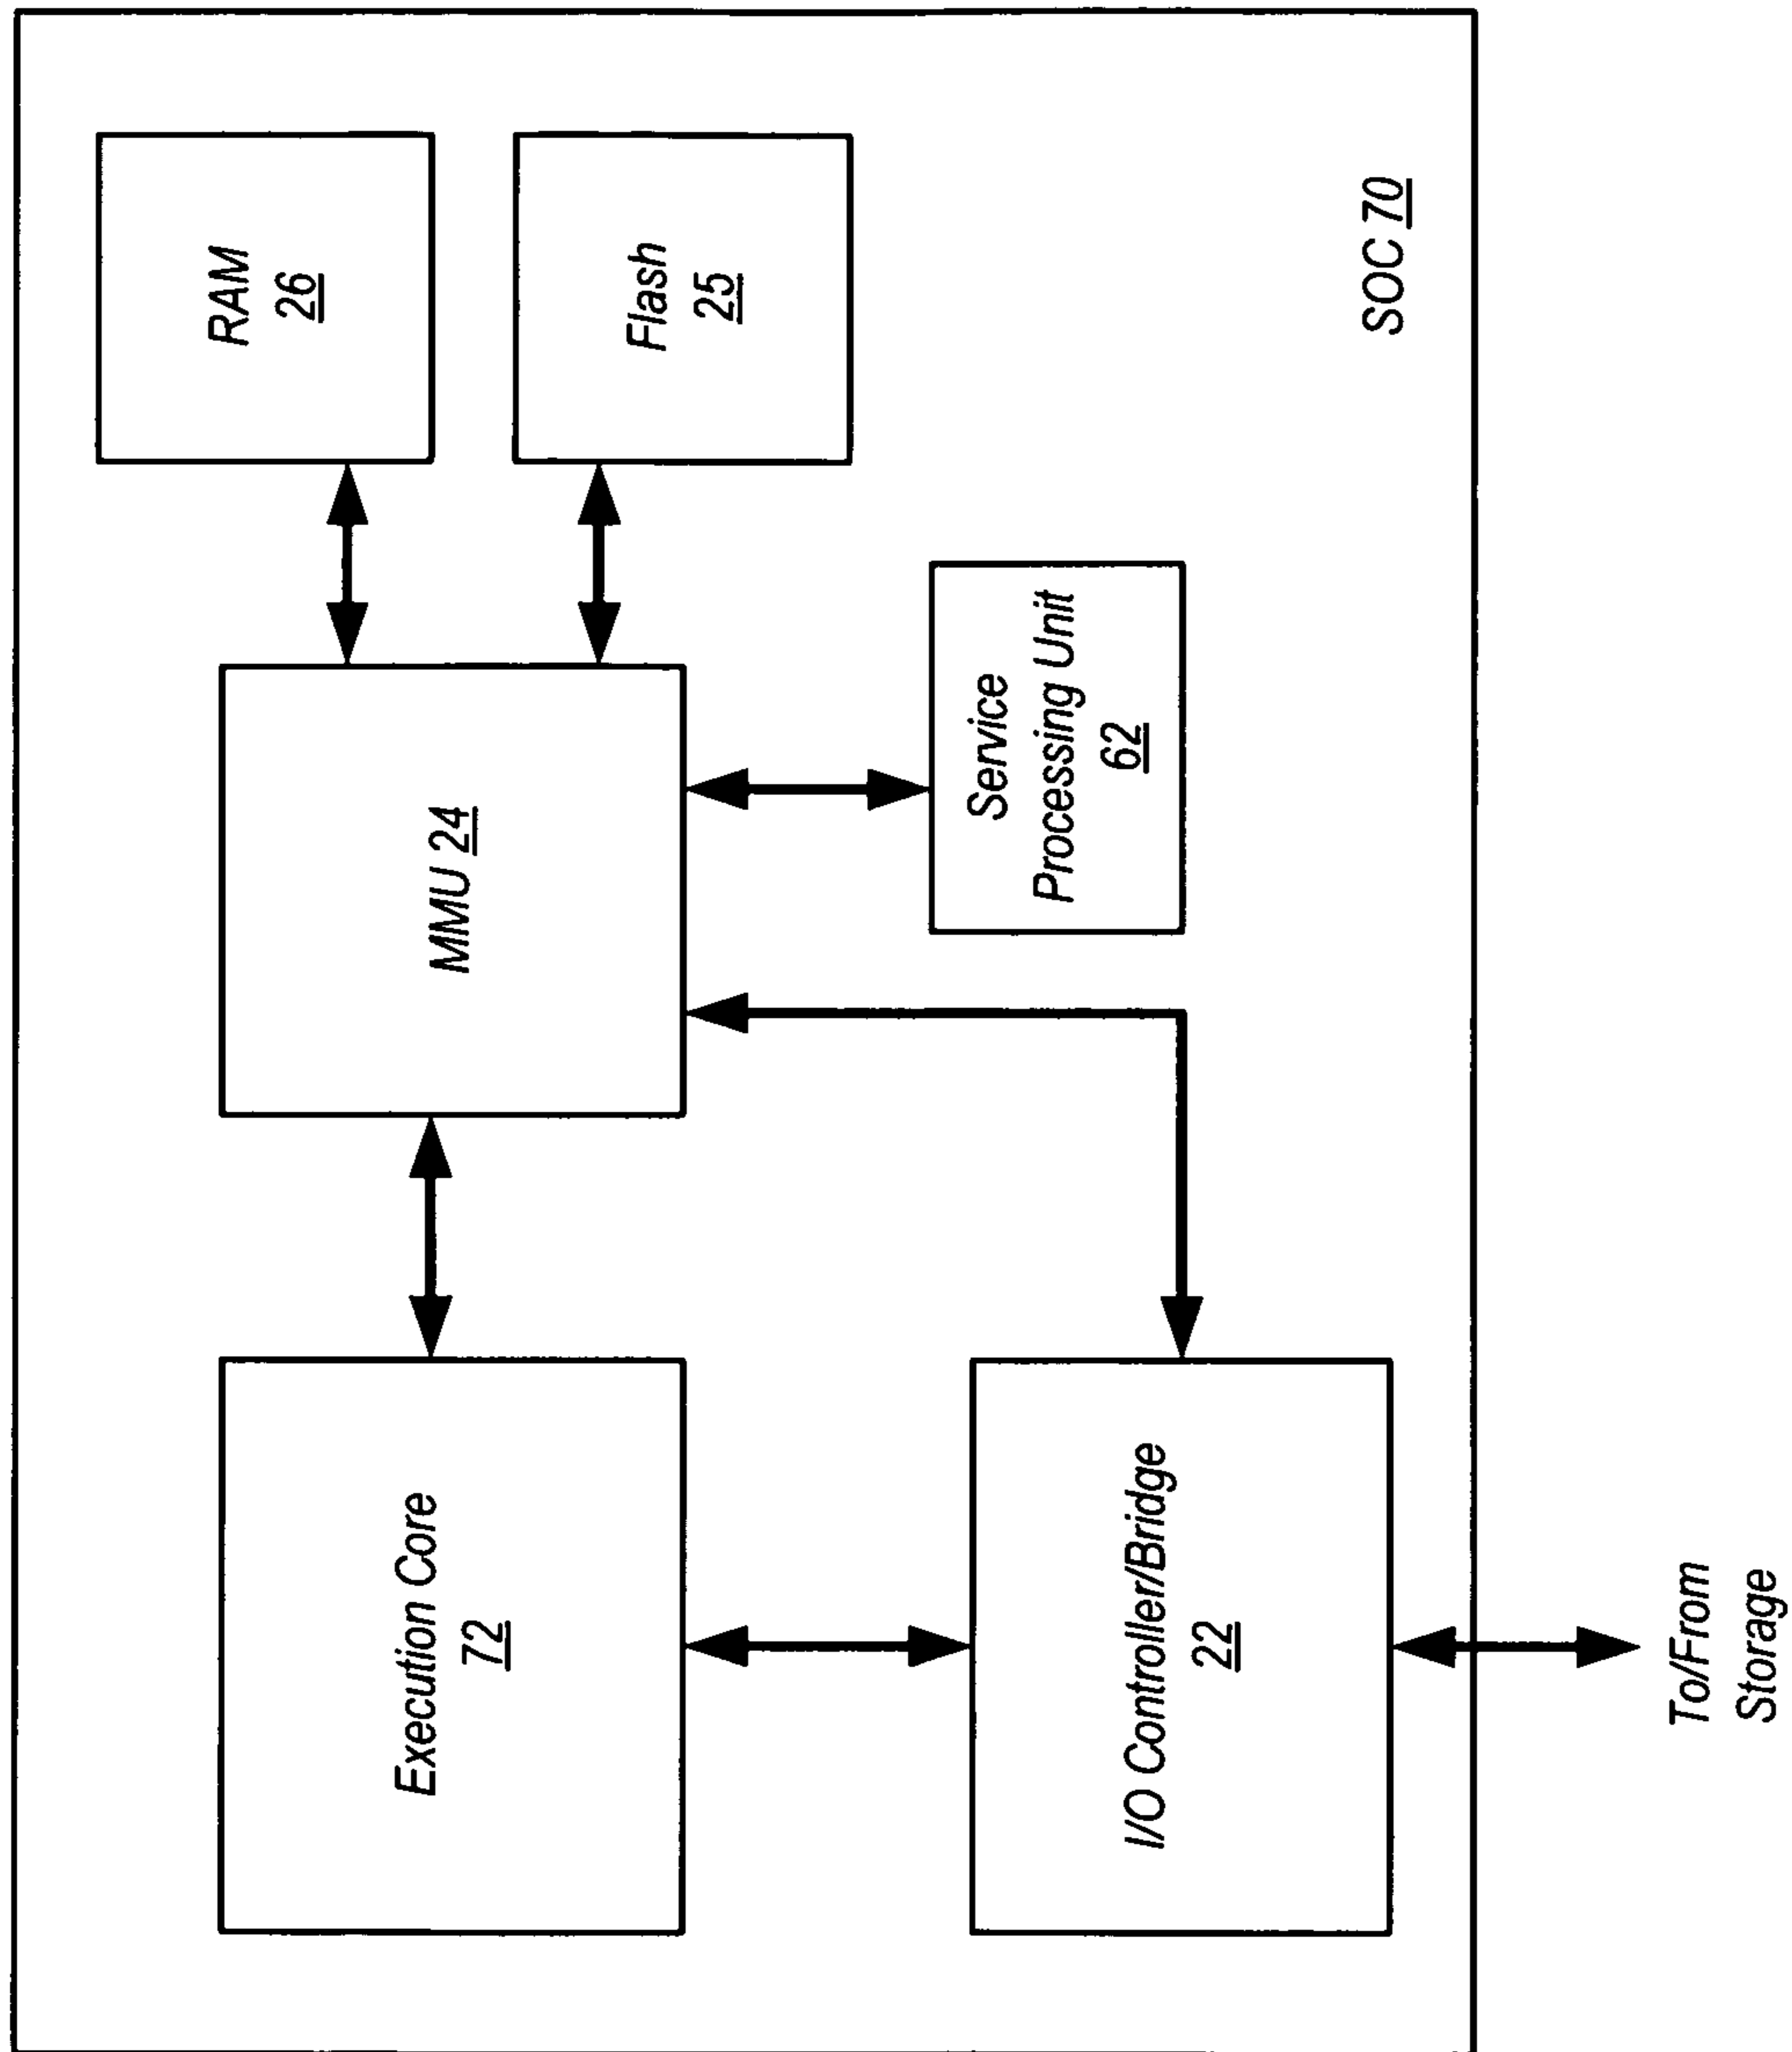 RAM
26
Flash
25
MMU 24
Execution Core
72
Service
Processing Unit
62
I/O Controller/Bridge
22
SOC 70
To/From
Storage